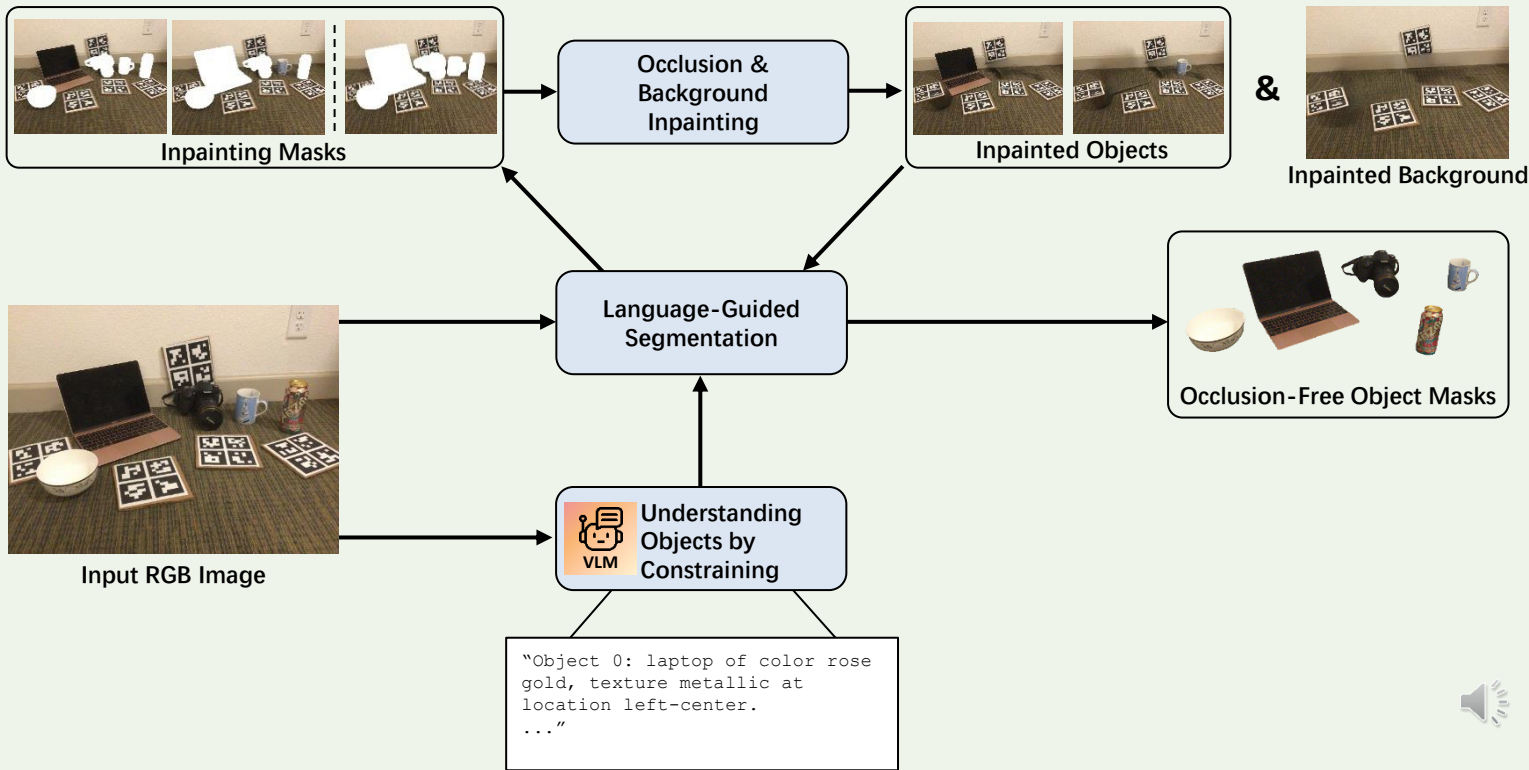 Inpainting Masks
Occlusion &
Background
Inpainting
Inpainted Objects
&
Inpainted Background
Language-Guided
Segmentation
Occlusion-Free Object Masks
Input RGB Image
VLM
Understanding
Objects by
Constraining
“Object 0: laptop of color rose
gold, texture metallic at
location left-center.
...”